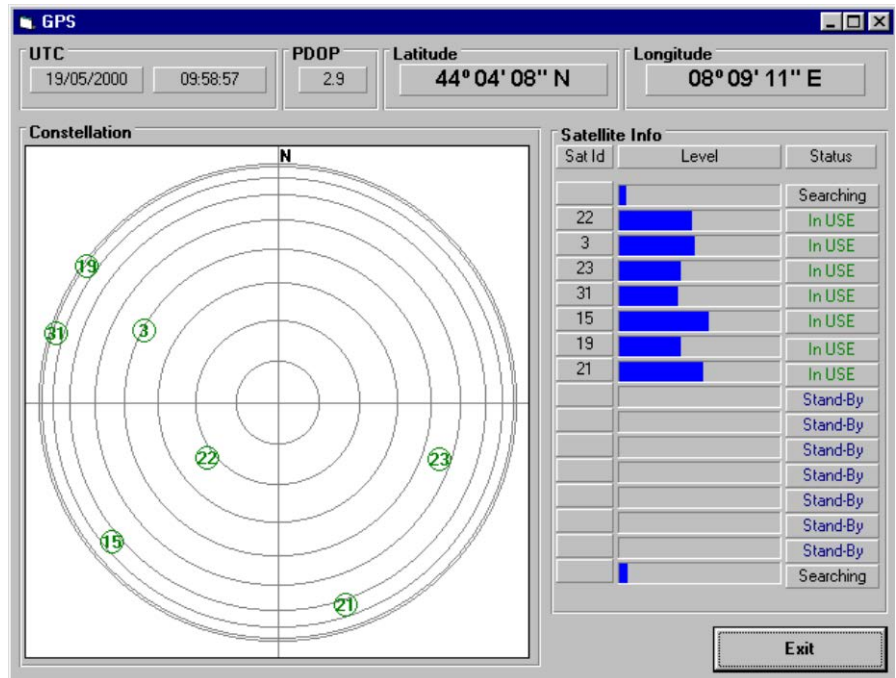 GPS
UTC PDOP Latitude Longitude
19/05/2000 09:58:57 2.9 44º 04' 08'' N 08º 09' 11'' E
Constellation
N
19
31
3
22
23
15
21
Satellite Info
Sat Id Level Status
Searching
22 In USE
3 In USE
23 In USE
31 In USE
15 In USE
19 In USE
21 In USE
Stand-By
Stand-By
Stand-By
Stand-By
Stand-By
Stand-By
Stand-By
Searching
Exit